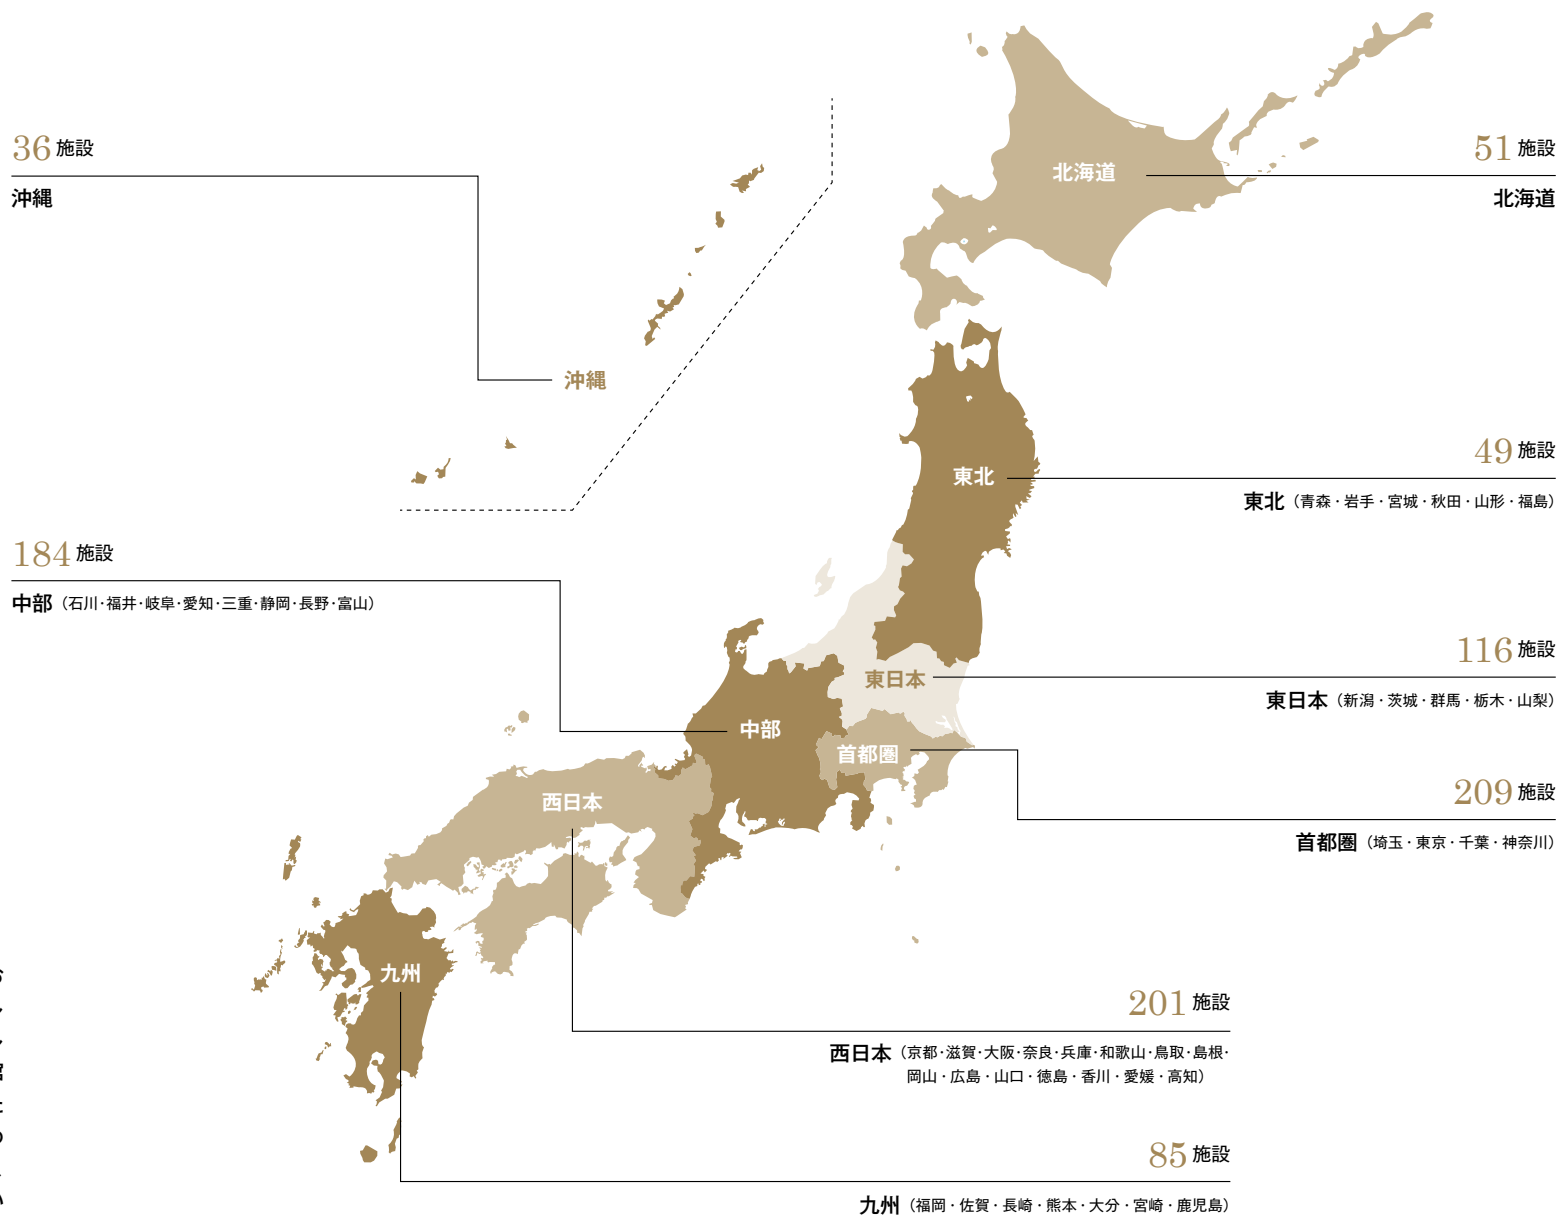 36 施設
沖縄
51 施設
北海道
北海道
沖縄
49 施設
東北
東北（青森・岩手・宮城・秋田・山形・福島）
184 施設
中部（石川・福井・岐阜・愛知・三重・静岡・長野・富山）
116 施設
東日本
東日本（新潟・茨城・群馬・栃木・山梨）
中部
首都圏
209 施設
首都圏（埼玉・東京・千葉・神奈川）
西日本
九州
201 施設
西日本（京都・滋賀・大阪・奈良・兵庫・和歌山・鳥取・島根・
岡山・広島・山口・徳島・香川・愛媛・高知）
85 施設
九州（福岡・佐賀・長崎・熊本・大分・宮崎・鹿児島）